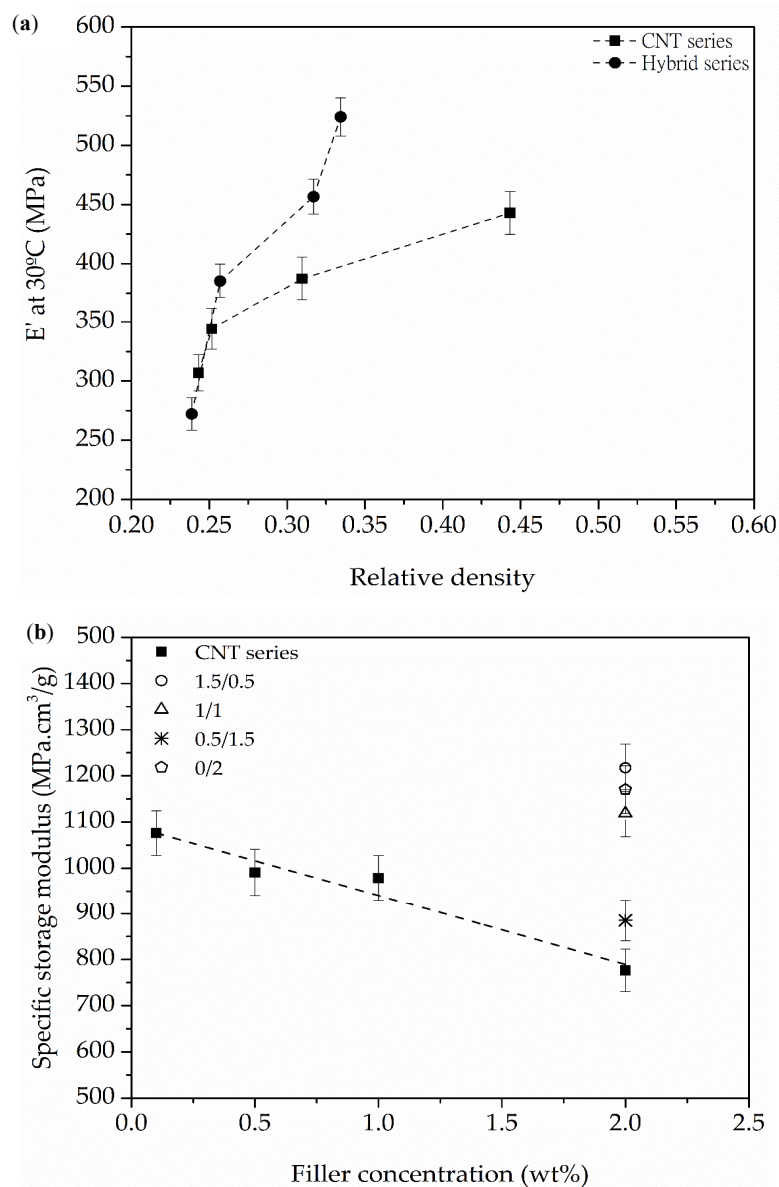 (a)
600
550
500
450
400
350
300
250
200
E' at 30ºC (MPa)
CNT series
Hybrid series
0.20 0.25 0.30 0.35 0.40 0.45 0.50 0.55 0.60
Relative density
(b)
500
1400
1300
1200
1100
1000
900
800
700
600
500
Specific storage modulus (MPa.cm³/g)
CNT series
1.5/0.5
1/1
0.5/1.5
0/2
0.0 0.5 1.0 1.5 2.0 2.5
Filler concentration (wt%)